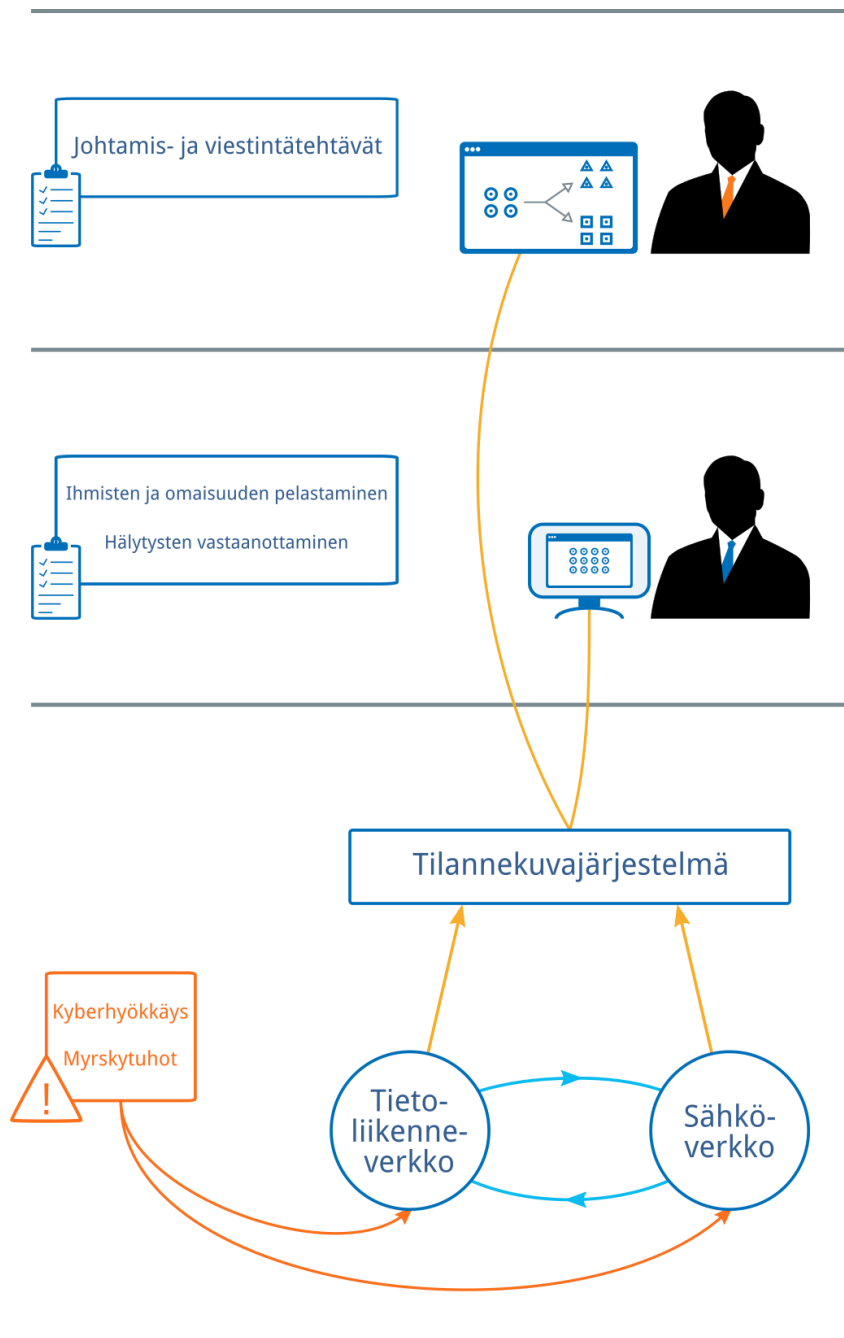 Johtamis- ja viestintätehtävät
Ihmisten ja omaisuuden pelastaminen
Hälytysten vastaanottaminen
Tilannekuvajärjestelmä
Kyberhyökkäys
Myrskytuhot
!
Tieto-
liikenne-
verkko
Sähkö-
verkko